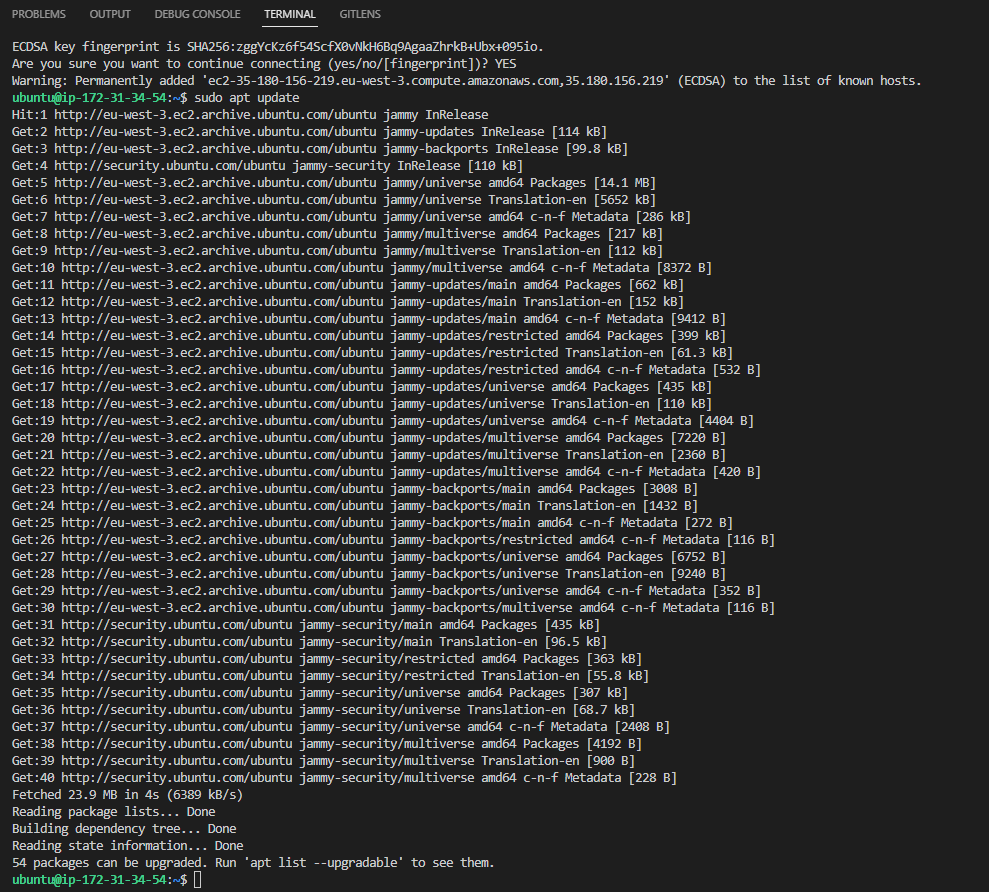 PROBLEMS OUTPUT DEBUG CONSOLE TERMINAL GITLENS
ECDSA key fingerprint is SHA256:zggYcKz6f54ScfX0vNkH6Bq9AgaaZhrkB+Ubx+095io.
Are you sure you want to continue connecting (yes/no/[fingerprint])? YES
Warning: Permanently added 'ec2-35-180-156-219.eu-west-3.compute.amazonaws.com,35.180.156.219' (ECDSA) to the list of known hosts.
ubuntu@ip-172-31-34-54:~$ sudo apt update
Hit:1 http://eu-west-3.ec2.archive.ubuntu.com/ubuntu jammy InRelease
Get:2 http://eu-west-3.ec2.archive.ubuntu.com/ubuntu jammy-updates InRelease [114 kB]
Get:3 http://eu-west-3.ec2.archive.ubuntu.com/ubuntu jammy-backports InRelease [99.8 kB]
Get:4 http://security.ubuntu.com/ubuntu jammy-security InRelease [110 kB]
Get:5 http://eu-west-3.ec2.archive.ubuntu.com/ubuntu jammy/universe amd64 Packages [14.1 MB]
Get:6 http://eu-west-3.ec2.archive.ubuntu.com/ubuntu jammy/universe Translation-en [5652 kB]
Get:7 http://eu-west-3.ec2.archive.ubuntu.com/ubuntu jammy/universe amd64 c-n-f Metadata [286 kB]
Get:8 http://eu-west-3.ec2.archive.ubuntu.com/ubuntu jammy/multiverse amd64 Packages [217 kB]
Get:9 http://eu-west-3.ec2.archive.ubuntu.com/ubuntu jammy/multiverse Translation-en [112 kB]
Get:10 http://eu-west-3.ec2.archive.ubuntu.com/ubuntu jammy/multiverse amd64 c-n-f Metadata [8372 B]
Get:11 http://eu-west-3.ec2.archive.ubuntu.com/ubuntu jammy-updates/main amd64 Packages [662 kB]
Get:12 http://eu-west-3.ec2.archive.ubuntu.com/ubuntu jammy-updates/main Translation-en [152 kB]
Get:13 http://eu-west-3.ec2.archive.ubuntu.com/ubuntu jammy-updates/main amd64 c-n-f Metadata [9412 B]
Get:14 http://eu-west-3.ec2.archive.ubuntu.com/ubuntu jammy-updates/restricted amd64 Packages [399 kB]
Get:15 http://eu-west-3.ec2.archive.ubuntu.com/ubuntu jammy-updates/restricted Translation-en [61.3 kB]
Get:16 http://eu-west-3.ec2.archive.ubuntu.com/ubuntu jammy-updates/restricted amd64 c-n-f Metadata [532 B]
Get:17 http://eu-west-3.ec2.archive.ubuntu.com/ubuntu jammy-updates/universe amd64 Packages [435 kB]
Get:18 http://eu-west-3.ec2.archive.ubuntu.com/ubuntu jammy-updates/universe Translation-en [110 kB]
Get:19 http://eu-west-3.ec2.archive.ubuntu.com/ubuntu jammy-updates/universe amd64 c-n-f Metadata [4404 B]
Get:20 http://eu-west-3.ec2.archive.ubuntu.com/ubuntu jammy-updates/multiverse amd64 Packages [7220 B]
Get:21 http://eu-west-3.ec2.archive.ubuntu.com/ubuntu jammy-updates/multiverse Translation-en [2360 B]
Get:22 http://eu-west-3.ec2.archive.ubuntu.com/ubuntu jammy-updates/multiverse amd64 c-n-f Metadata [420 B]
Get:23 http://eu-west-3.ec2.archive.ubuntu.com/ubuntu jammy-backports/main amd64 Packages [3008 B]
Get:24 http://eu-west-3.ec2.archive.ubuntu.com/ubuntu jammy-backports/main Translation-en [1432 B]
Get:25 http://eu-west-3.ec2.archive.ubuntu.com/ubuntu jammy-backports/main amd64 c-n-f Metadata [272 B]
Get:26 http://eu-west-3.ec2.archive.ubuntu.com/ubuntu jammy-backports/restricted amd64 c-n-f Metadata [116 B]
Get:27 http://eu-west-3.ec2.archive.ubuntu.com/ubuntu jammy-backports/universe amd64 Packages [6752 B]
Get:28 http://eu-west-3.ec2.archive.ubuntu.com/ubuntu jammy-backports/universe Translation-en [9240 B]
Get:29 http://eu-west-3.ec2.archive.ubuntu.com/ubuntu jammy-backports/universe amd64 c-n-f Metadata [352 B]
Get:30 http://eu-west-3.ec2.archive.ubuntu.com/ubuntu jammy-backports/multiverse amd64 c-n-f Metadata [116 B]
Get:31 http://security.ubuntu.com/ubuntu jammy-security/main amd64 Packages [435 kB]
Get:32 http://security.ubuntu.com/ubuntu jammy-security/main Translation-en [96.5 kB]
Get:33 http://security.ubuntu.com/ubuntu jammy-security/restricted amd64 Packages [363 kB]
Get:34 http://security.ubuntu.com/ubuntu jammy-security/restricted Translation-en [55.8 kB]
Get:35 http://security.ubuntu.com/ubuntu jammy-security/universe amd64 Packages [307 kB]
Get:36 http://security.ubuntu.com/ubuntu jammy-security/universe Translation-en [68.7 kB]
Get:37 http://security.ubuntu.com/ubuntu jammy-security/universe amd64 c-n-f Metadata [2408 B]
Get:38 http://security.ubuntu.com/ubuntu jammy-security/multiverse amd64 Packages [4192 B]
Get:39 http://security.ubuntu.com/ubuntu jammy-security/multiverse Translation-en [900 B]
Get:40 http://security.ubuntu.com/ubuntu jammy-security/multiverse amd64 c-n-f Metadata [228 B]
Fetched 23.9 MB in 4s (6389 kB/s)
Reading package lists... Done
Building dependency tree... Done
Reading state information... Done
54 packages can be upgraded. Run 'apt list --upgradable' to see them.
ubuntu@ip-172-31-34-54:~$